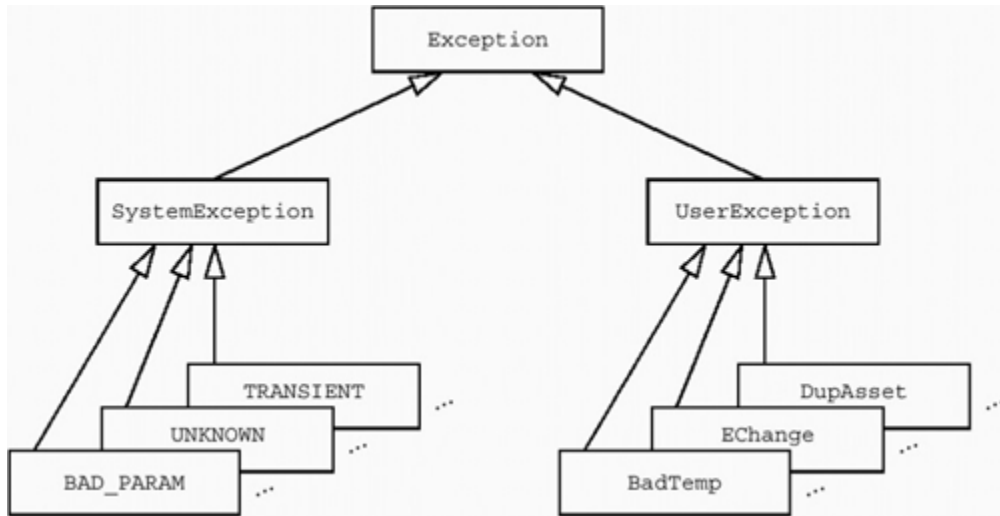 Exception
SystemException
UserException
TRANSIENT
...
DupAsset
...
UNKNOWN
...
EChange
...
BAD_PARAM
...
BadTemp
...